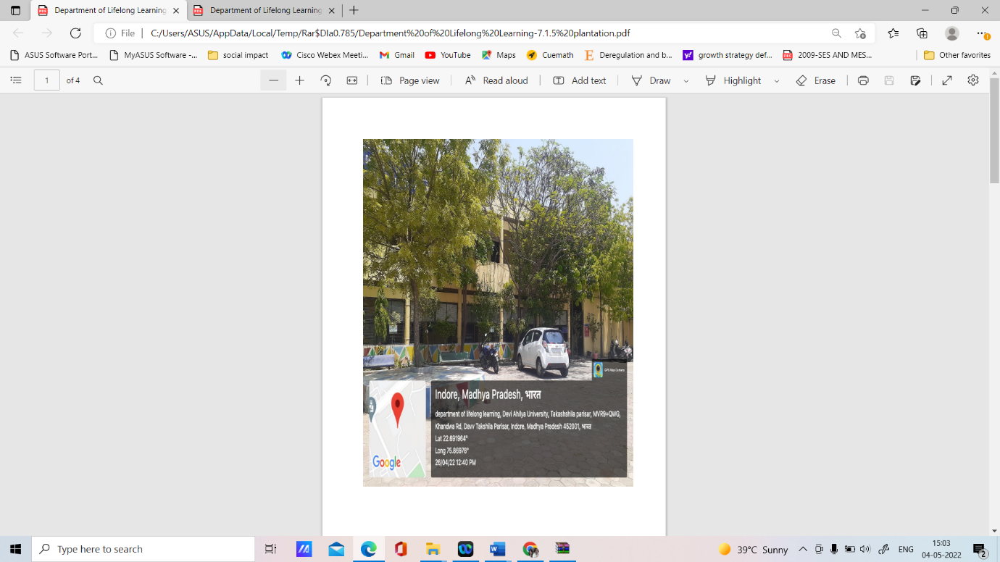 Department of Lifelong Learning
Department of Lifelong Learning
File
C:/Users/ASUS/AppData/Local/Temp/Rar$DIa0.785/Department%20of%20Lifelong%20Learning-7.1.5%20plantation.pdf
ASUS Software Port...
MyASUS Software -...
social impact
Cisco Webex Meeti...
Gmail
YouTube
Maps
Cuemath
Deregulation and b...
growth strategy def...
2009-SES AND MES...
Other favorites
1 of 4
Page view
Read aloud
Add text
Draw
Highlight
Erase
GPS Map Camera
Indore, Madhya Pradesh, भारत
department of lifelong learning, Devi Ahilya University, Takashshila parisar, MVR9+QWG,
Khandwa Rd, Davv Takshila Parisar, Indore, Madhya Pradesh 452001, भारत
Lat 22.691964°
Long 75.86978°
26/04/22 12:40 PM
Google
Type here to search
39°C Sunny
ENG
15:03
04-05-2022
2